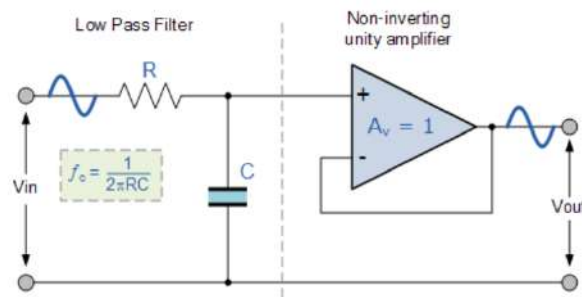 Low Pass Filter
Non-inverting
unity amplifier
R
+
Av = 1
-
fc = 1
2πRC
C
Vin
Vout